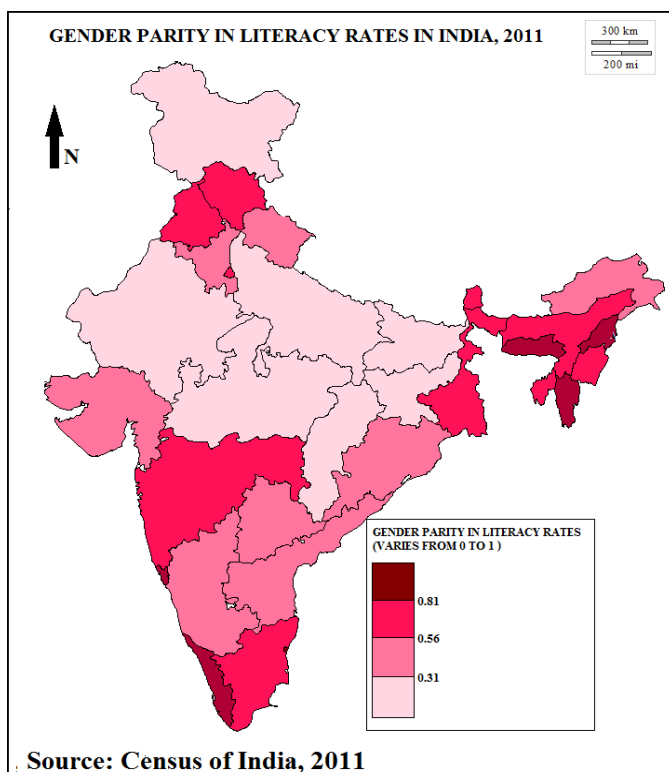 GENDER PARITY IN LITERACY RATES IN INDIA, 2011
300 km
200 mi
N
GENDER PARITY IN LITERACY RATES
(VARIES FROM 0 TO 1 )
0.81
0.56
0.31
Source: Census of India, 2011